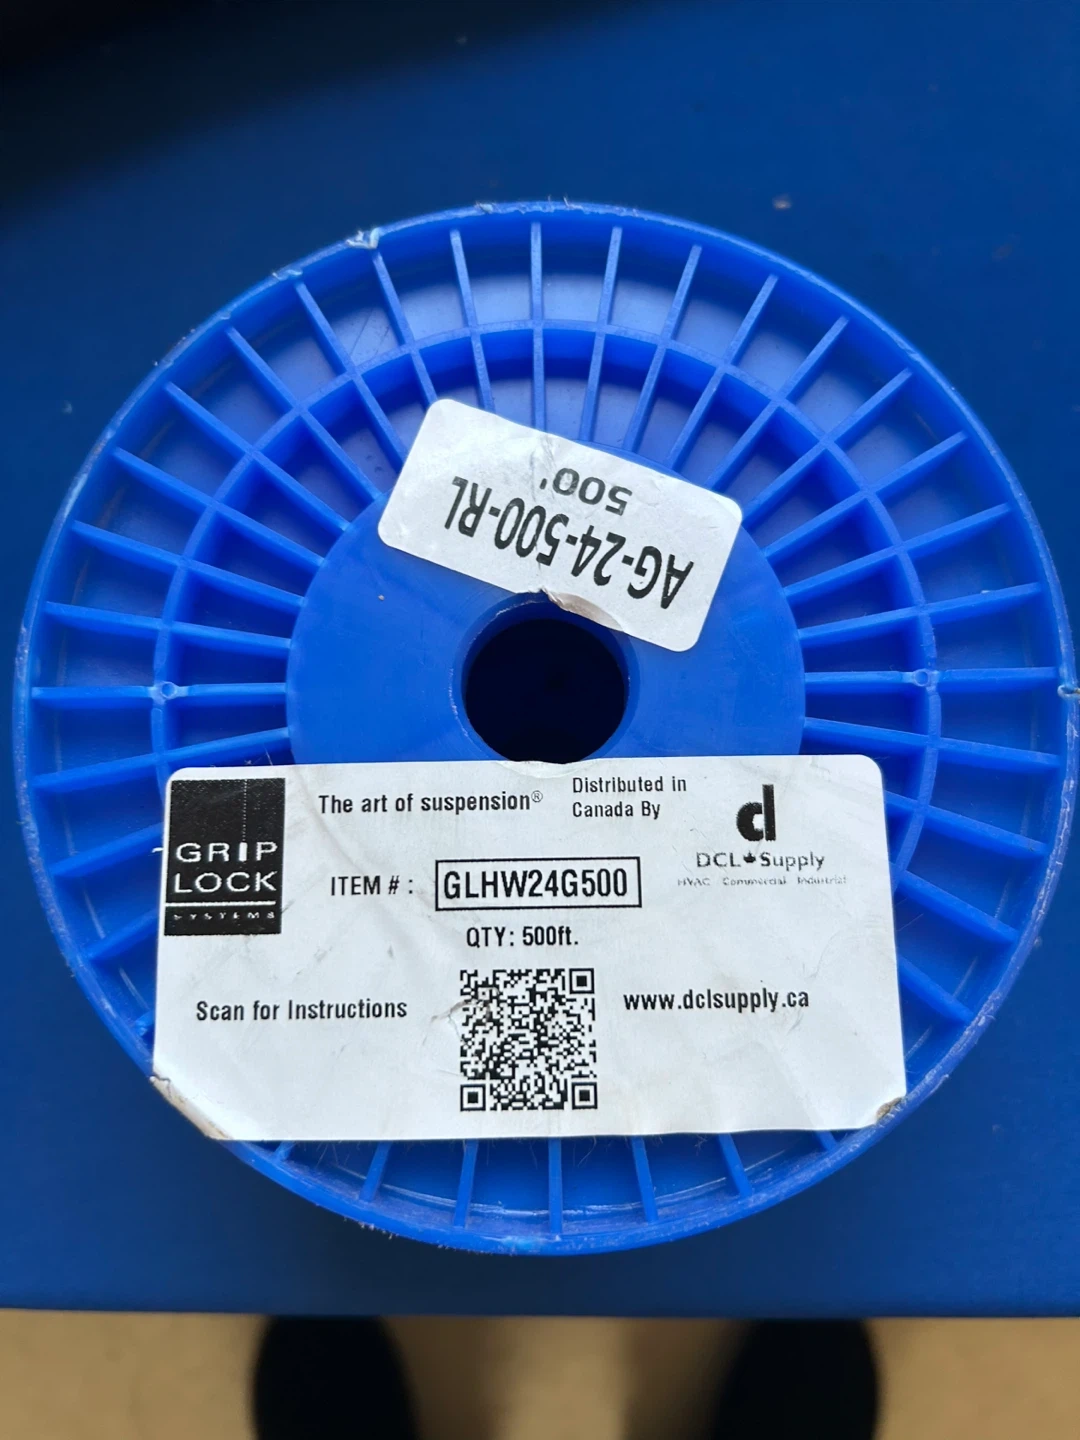 AG-24-500-RL
500'
GRIP
LOCK
SYSTEMS
The art of suspension®
Distributed in
Canada By
d
DCL Supply
HVAC Commercial Industrial
ITEM # : GLHW24G500
QTY: 500ft.
Scan for Instructions
www.dclsupply.ca